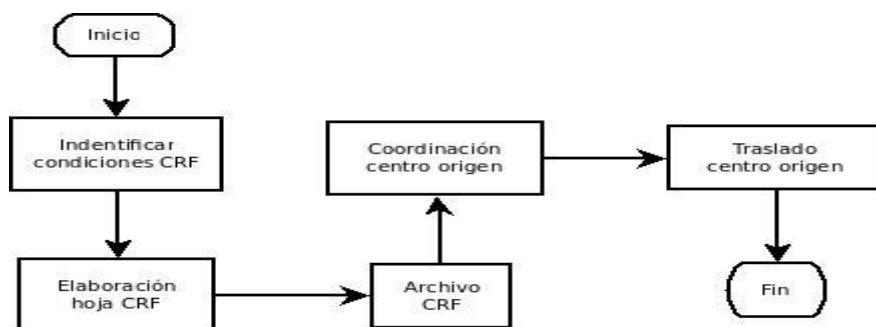 Inicio
Indentificar
condiciones CRF
Elaboración
hoja CRF
Archivo
CRF
Coordinación
centro origen
Traslado
centro origen
Fin